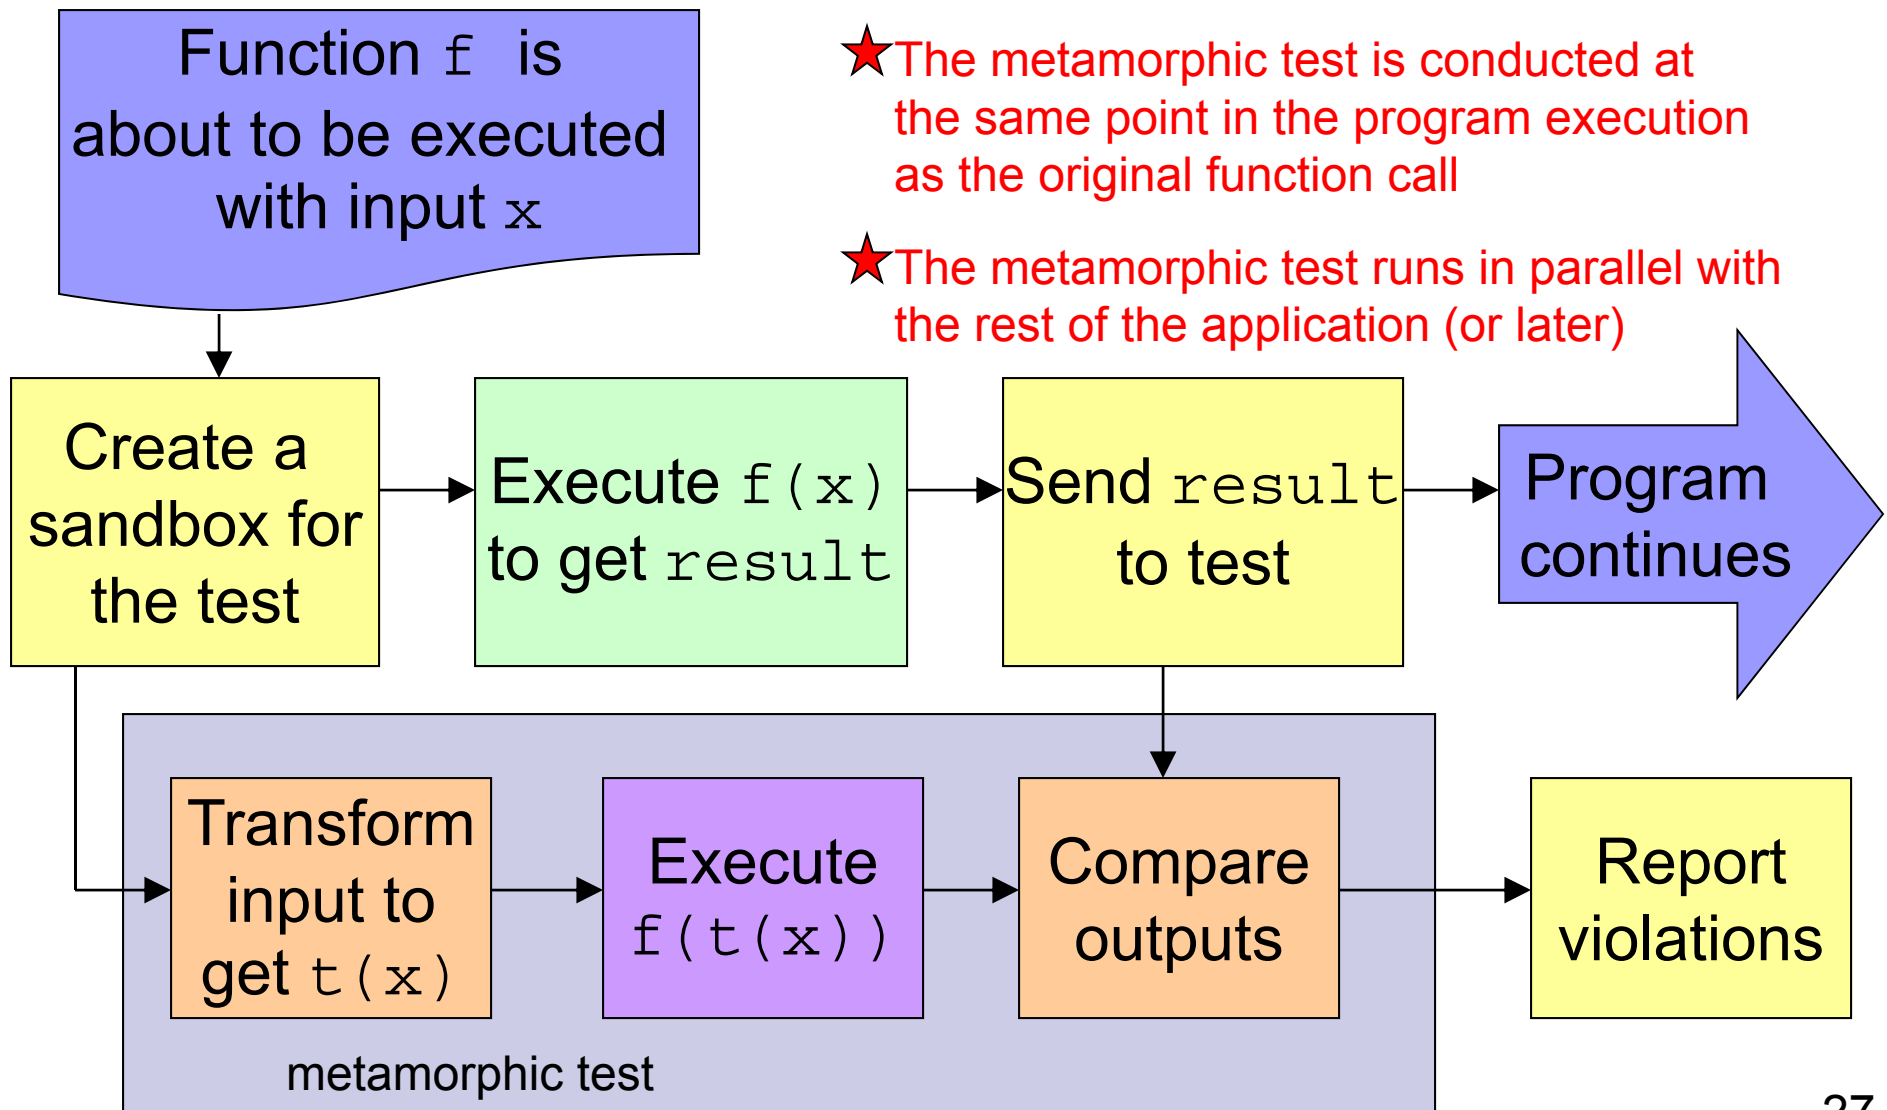 Function f is
about to be executed
with input x
The metamorphic test is conducted at
the same point in the program execution
as the original function call
The metamorphic test runs in parallel with
the rest of the application (or later)
Create a
sandbox for
the test
Execute f(x)
to get result
Send result
to test
Program
continues
Transform
input to
get t(x)
Execute
f(t(x))
Compare
outputs
Report
violations
metamorphic test
27